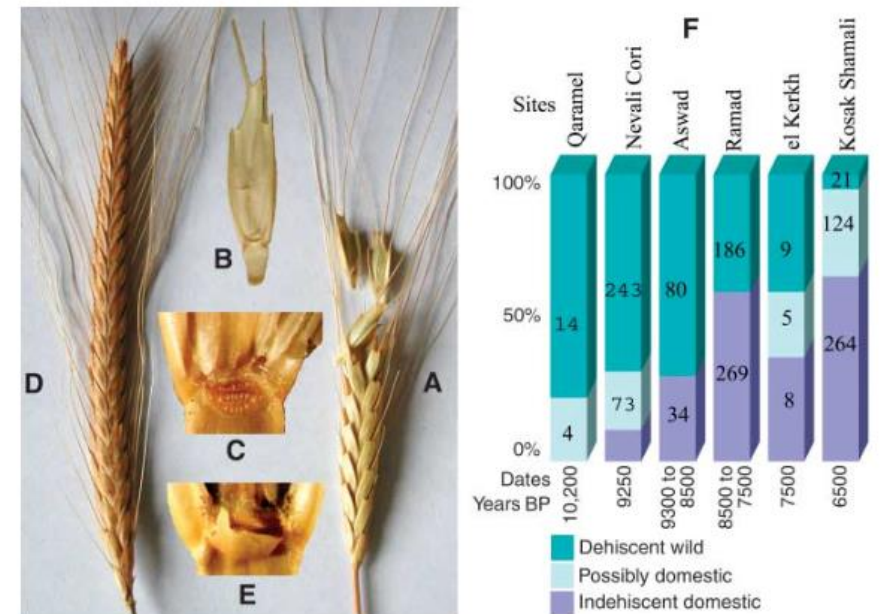 F
Sites
Qaramel
Nevali Cori
Aswad
Ramad
el Kerkh
Kosak Shamali
100%
50%
0%
14
4
243
73
80
34
186
269
9
5
8
21
124
264
Dates
Years BP
10,200
9250
9300 to
8500
8500 to
7500
7500
6500
Dehiscent wild
Possibly domestic
Indehiscent domestic
B
D
A
C
E